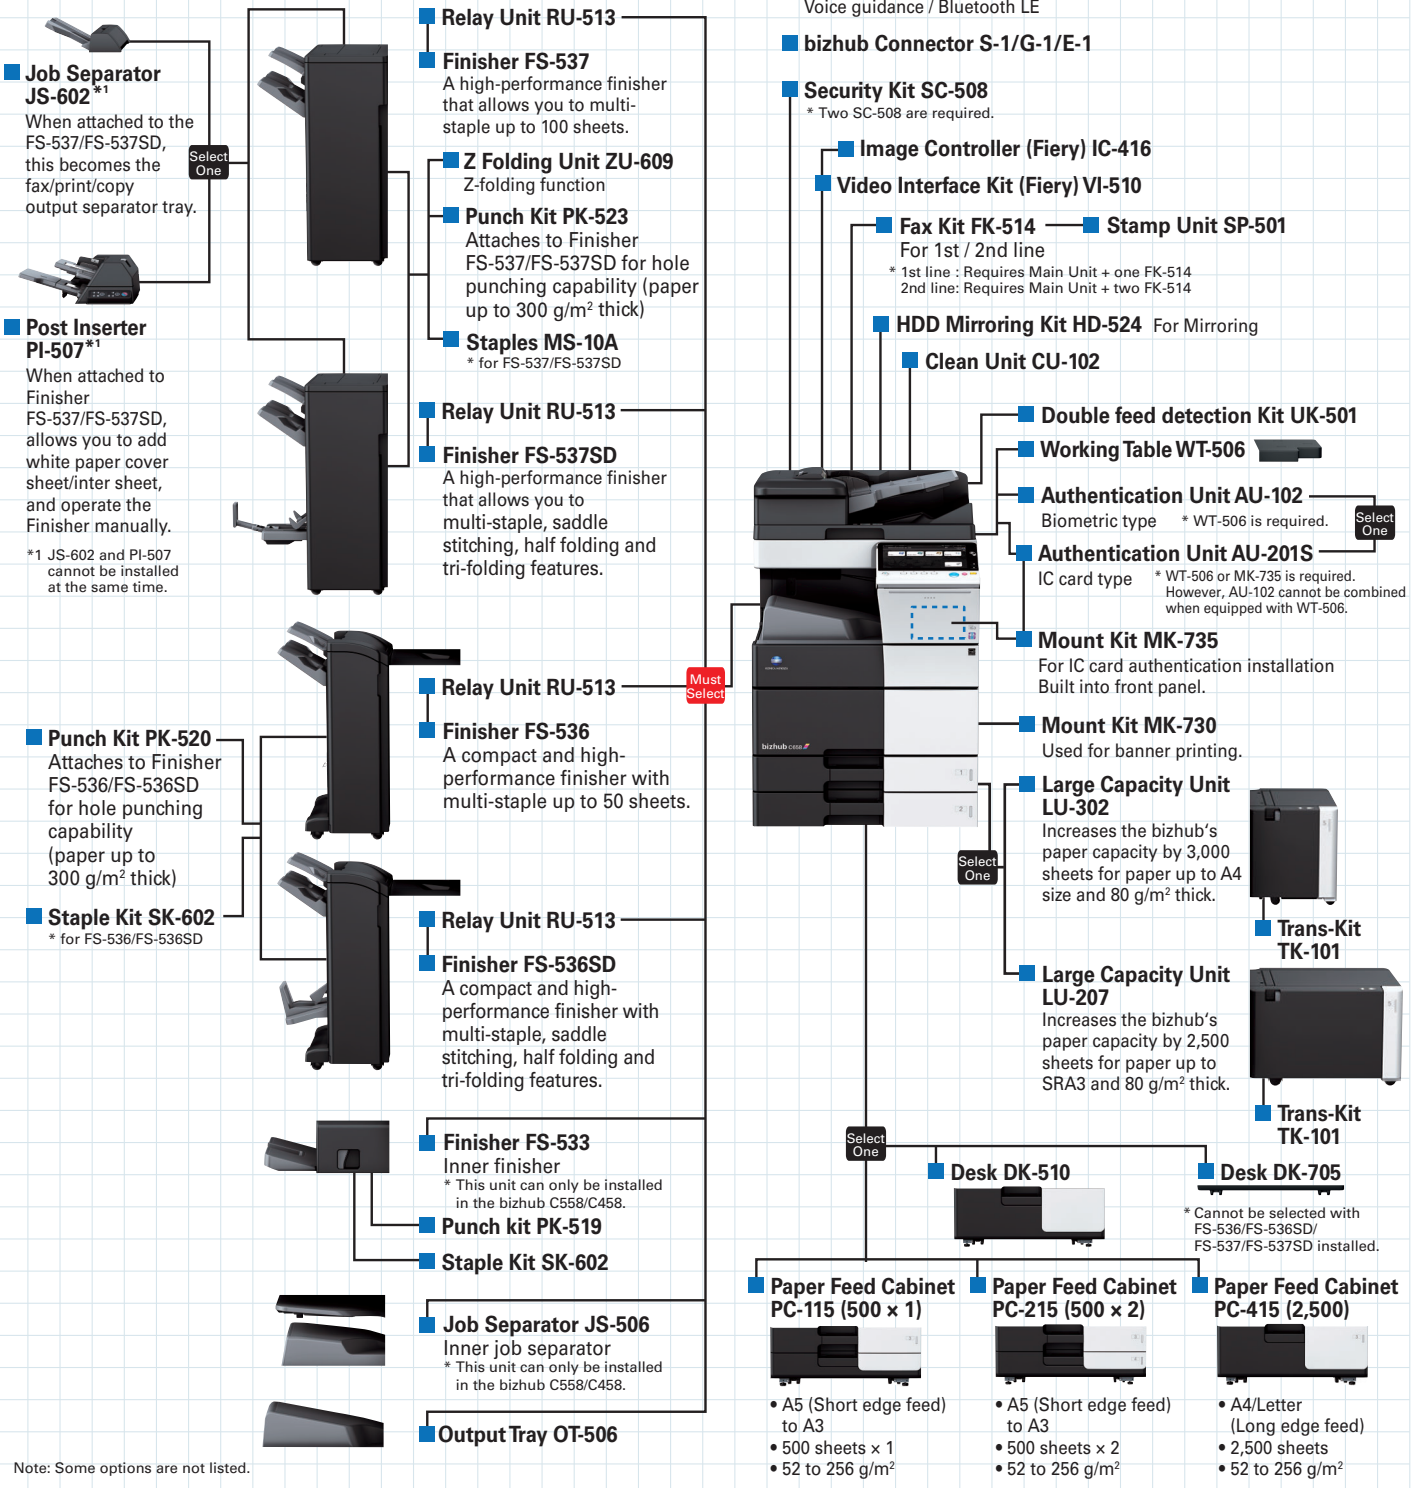 Voice guidance / Bluetooth LE
bizhub Connector S-1/G-1/E-1
Security Kit SC-508
* Two SC-508 are required.
Image Controller (Fiery) IC-416
Video Interface Kit (Fiery) VI-510
Fax Kit FK-514
Stamp Unit SP-501
For 1st / 2nd line
* 1st line : Requires Main Unit + one FK-514
2nd line: Requires Main Unit + two FK-514
HDD Mirroring Kit HD-524 For Mirroring
Clean Unit CU-102
Double feed detection Kit UK-501
Working Table WT-506
Authentication Unit AU-102
Biometric type * WT-506 is required.
Select
One
Authentication Unit AU-201S
IC card type * WT-506 or MK-735 is required.
However, AU-102 cannot be combined
when equipped with WT-506.
Mount Kit MK-735
For IC card authentication installation
Built into front panel.
Mount Kit MK-730
Used for banner printing.
Select
One
Large Capacity Unit
LU-302
Increases the bizhub‘s
paper capacity by 3,000
sheets for paper up to A4
size and 80 g/m² thick.
Trans-Kit
TK-101
Large Capacity Unit
LU-207
Increases the bizhub‘s
paper capacity by 2,500
sheets for paper up to
SRA3 and 80 g/m² thick.
Trans-Kit
TK-101
Select
One
Desk DK-510
Desk DK-705
* Cannot be selected with
FS-536/FS-536SD/
FS-537/FS-537SD installed.
Paper Feed Cabinet
PC-115 (500 × 1)
• A5 (Short edge feed)
to A3
• 500 sheets × 1
• 52 to 256 g/m²
Paper Feed Cabinet
PC-215 (500 × 2)
• A5 (Short edge feed)
to A3
• 500 sheets × 2
• 52 to 256 g/m²
Paper Feed Cabinet
PC-415 (2,500)
• A4/Letter
(Long edge feed)
• 2,500 sheets
• 52 to 256 g/m²
bizhub C658
Must
Select
Relay Unit RU-513
Finisher FS-537
A high-performance finisher
that allows you to multi-
staple up to 100 sheets.
Z Folding Unit ZU-609
Z-folding function
Punch Kit PK-523
Attaches to Finisher
FS-537/FS-537SD for hole
punching capability (paper
up to 300 g/m² thick)
Staples MS-10A
* for FS-537/FS-537SD
Relay Unit RU-513
Finisher FS-537SD
A high-performance finisher
that allows you to
multi-staple, saddle
stitching, half folding and
tri-folding features.
Relay Unit RU-513
Finisher FS-536
A compact and high-
performance finisher with
multi-staple up to 50 sheets.
Relay Unit RU-513
Finisher FS-536SD
A compact and high-
performance finisher with
multi-staple, saddle
stitching, half folding and
tri-folding features.
Finisher FS-533
Inner finisher
* This unit can only be installed
in the bizhub C558/C458.
Punch kit PK-519
Staple Kit SK-602
Job Separator JS-506
Inner job separator
* This unit can only be installed
in the bizhub C558/C458.
Output Tray OT-506
Job Separator
JS-602*1
When attached to the
FS-537/FS-537SD,
this becomes the
fax/print/copy
output separator tray.
Select
One
Post Inserter
PI-507*1
When attached to
Finisher
FS-537/FS-537SD,
allows you to add
white paper cover
sheet/inter sheet,
and operate the
Finisher manually.
*1 JS-602 and PI-507
cannot be installed
at the same time.
Punch Kit PK-520
Attaches to Finisher
FS-536/FS-536SD
for hole punching
capability
(paper up to
300 g/m² thick)
Staple Kit SK-602
* for FS-536/FS-536SD
Note: Some options are not listed.